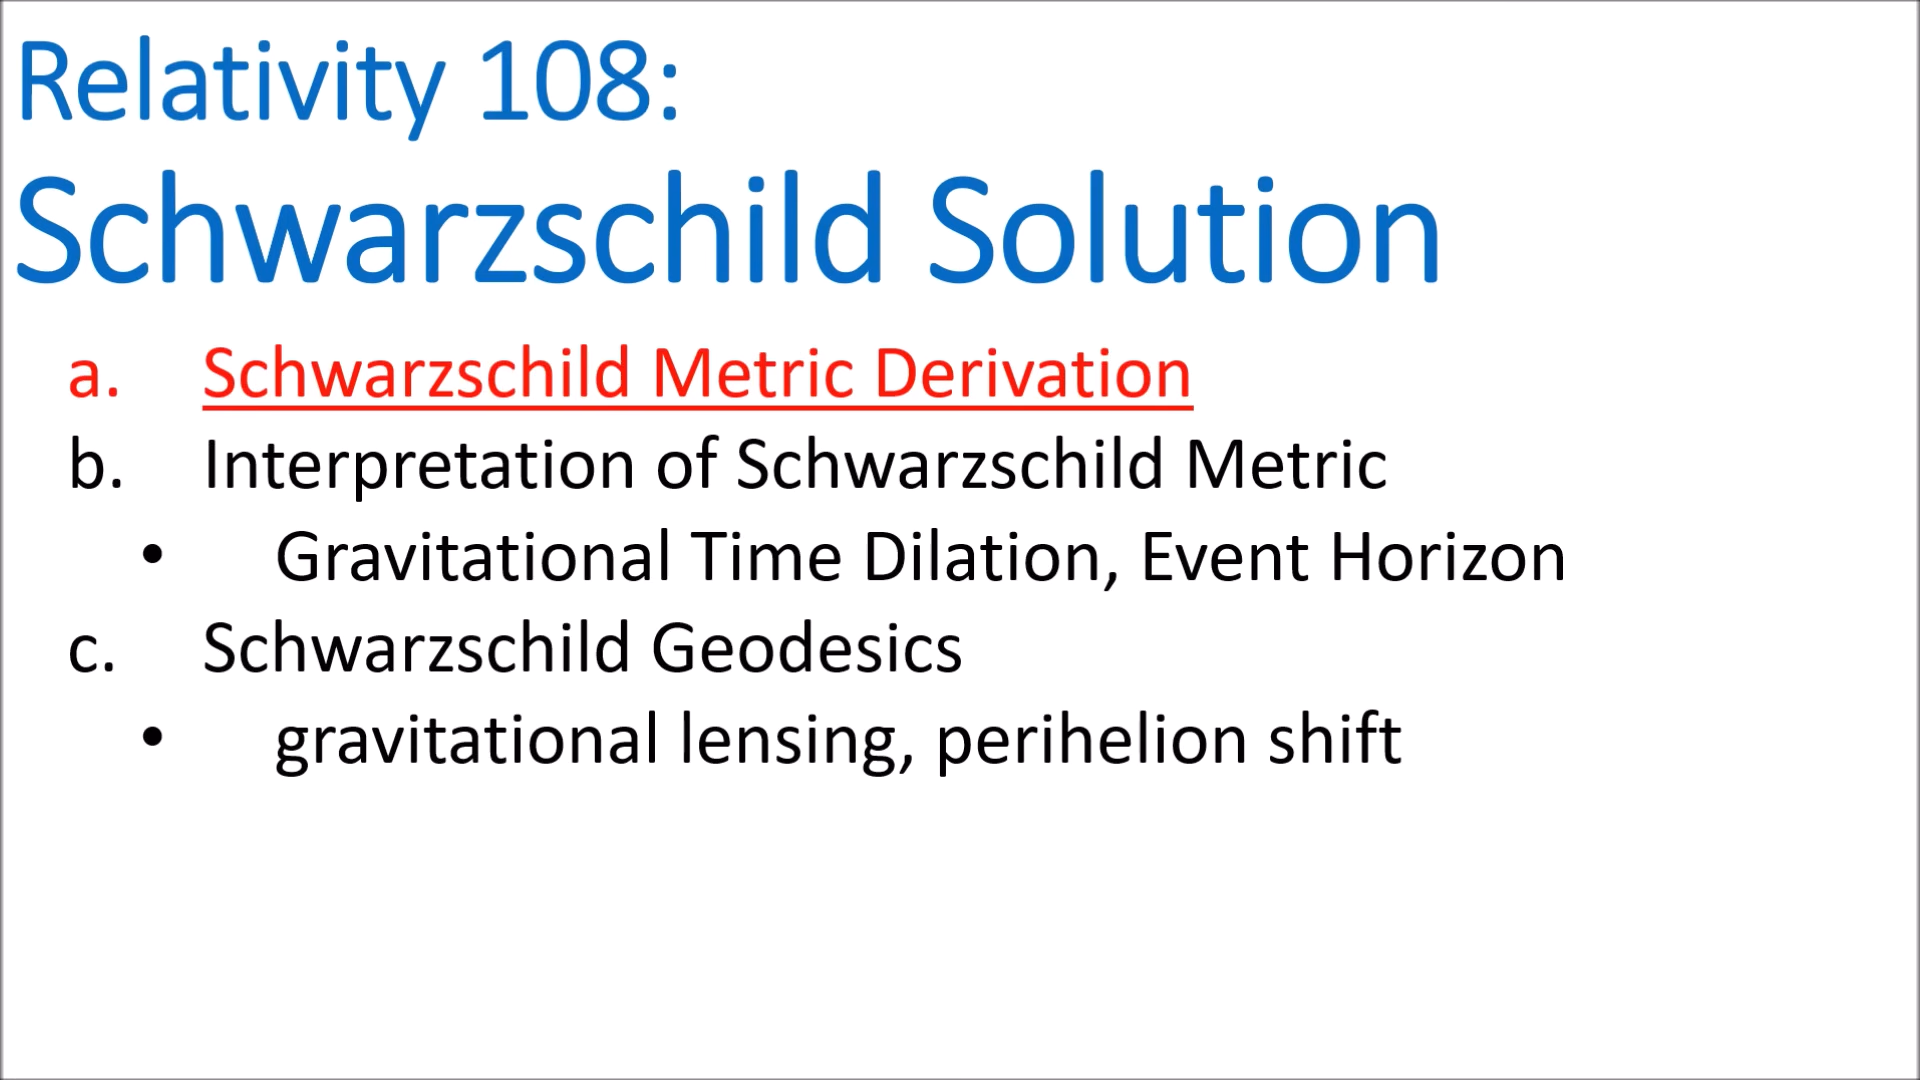 Relativity 108:
Schwarzschild Solution
a. Schwarzschild Metric Derivation
b. Interpretation of Schwarzschild Metric
• Gravitational Time Dilation, Event Horizon
c. Schwarzschild Geodesics
• gravitational lensing, perihelion shift